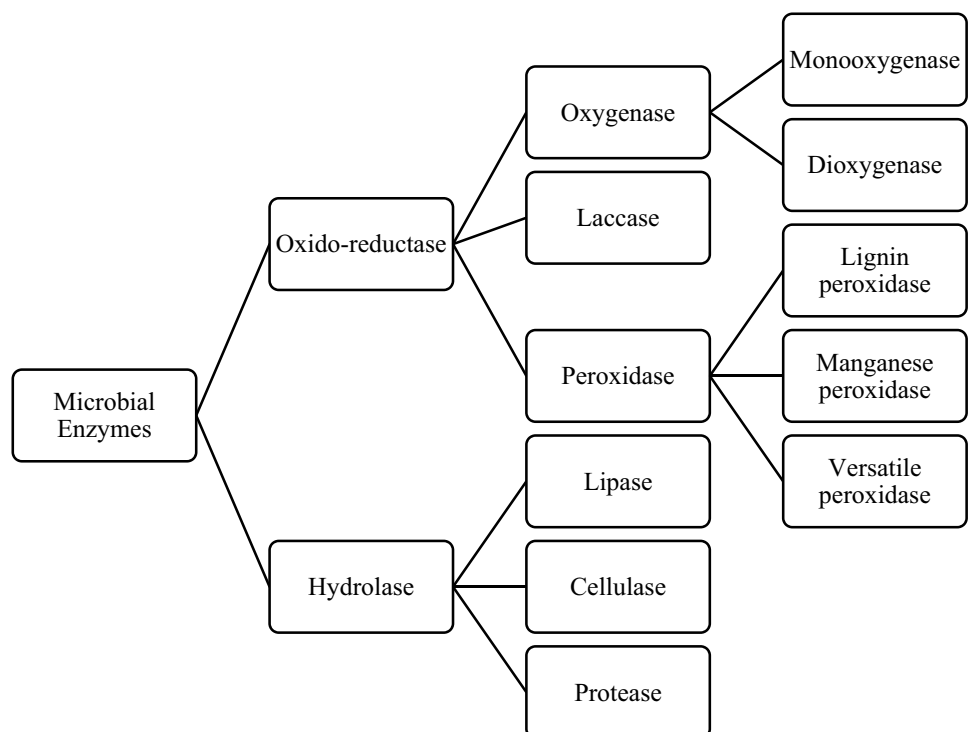 Microbial
Enzymes
Oxido-reductase
Oxygenase
Monooxygenase
Dioxygenase
Laccase
Peroxidase
Lignin
peroxidase
Manganese
peroxidase
Versatile
peroxidase
Hydrolase
Lipase
Cellulase
Protease